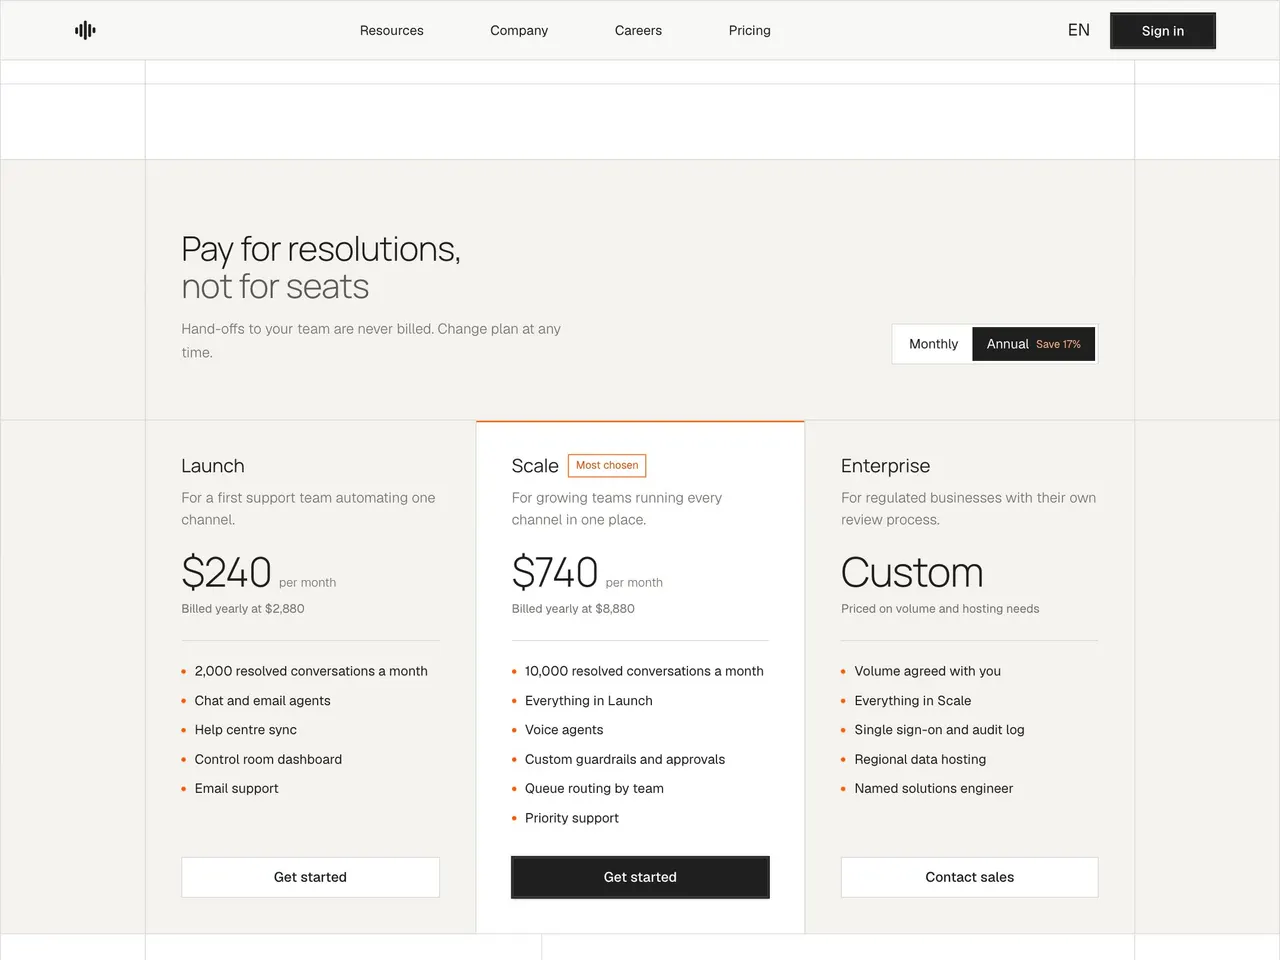 Resources
Company
Careers
Pricing
EN
Sign in
Pay for resolutions,
not for seats
Hand-offs to your team are never billed. Change plan at any
time.
Monthly
Annual Save 17%
Launch
For a first support team automating one
channel.
$240 per month
Billed yearly at $2,880
2,000 resolved conversations a month
Chat and email agents
Help centre sync
Control room dashboard
Email support
Get started
Scale
Most chosen
For growing teams running every
channel in one place.
$740 per month
Billed yearly at $8,880
10,000 resolved conversations a month
Everything in Launch
Voice agents
Custom guardrails and approvals
Queue routing by team
Priority support
Get started
Enterprise
For regulated businesses with their own
review process.
Custom
Priced on volume and hosting needs
Volume agreed with you
Everything in Scale
Single sign-on and audit log
Regional data hosting
Named solutions engineer
Contact sales